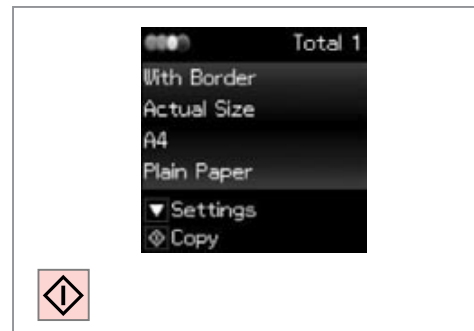 Total 1
With Border
Actual Size
A4
Plain Paper
▼ Settings
Copy